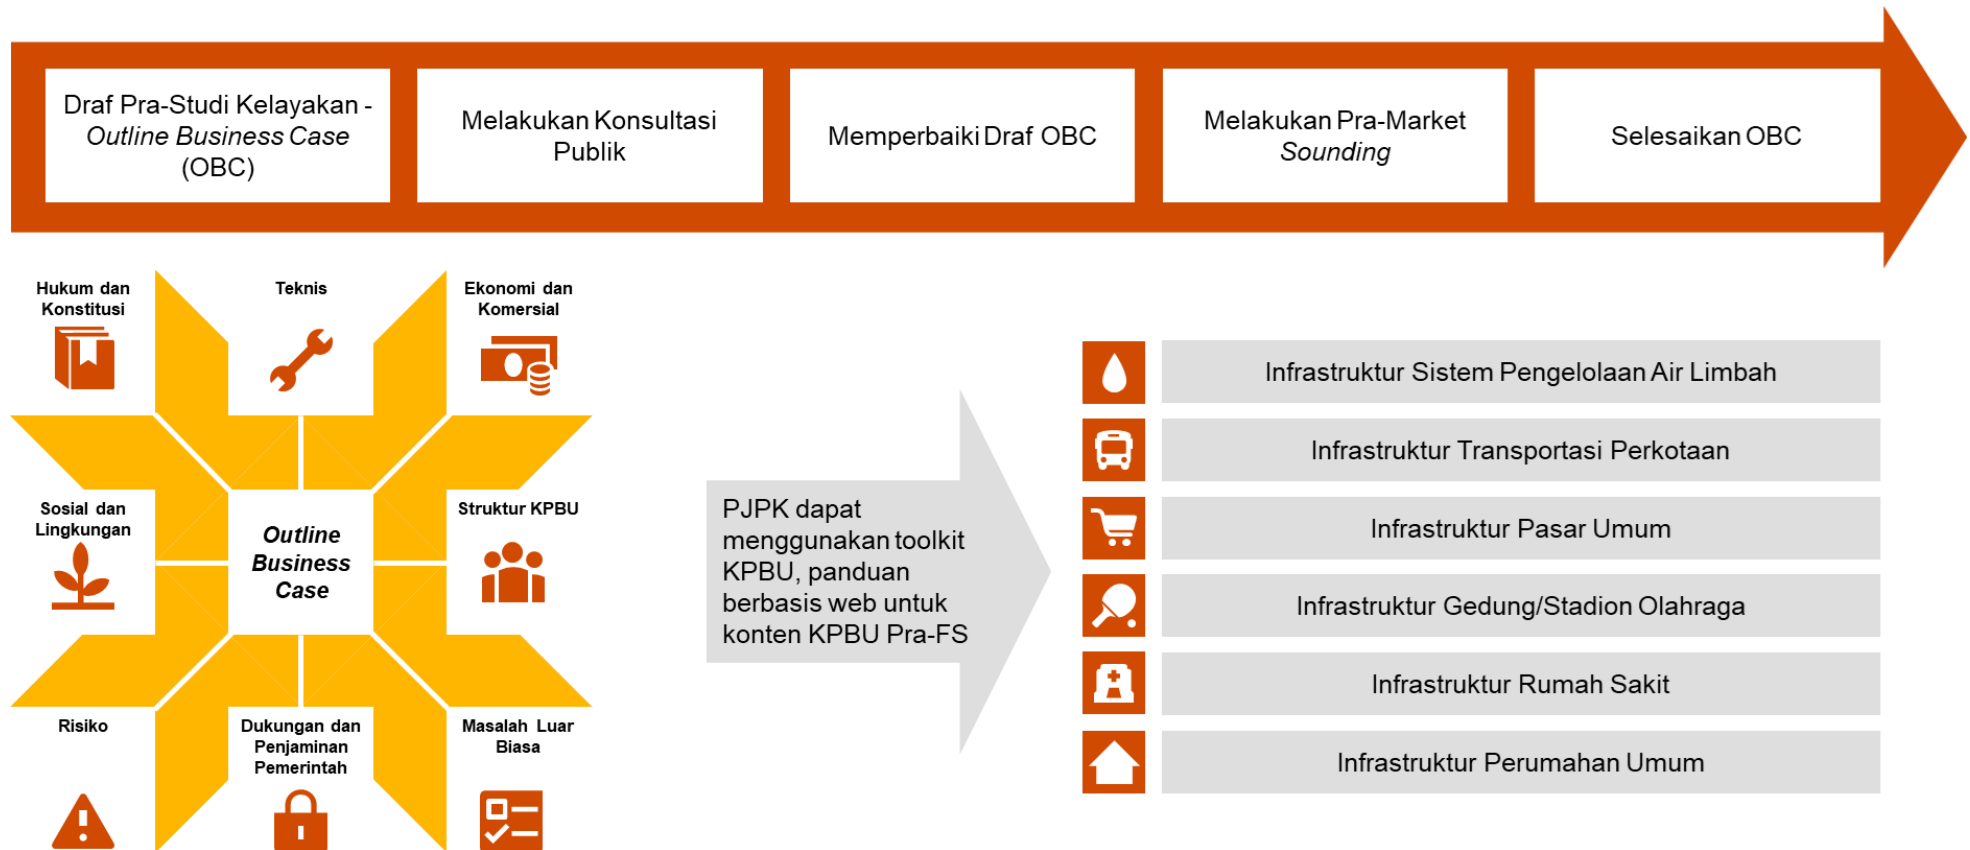 Draf Pra-Studi Kelayakan -
Outline Business Case
(OBC)
Melakukan Konsultasi
Publik
Memperbaiki Draf OBC
Melakukan Pra-Market
Sounding
Selesaikan OBC
Hukum dan
Konstitusi
Teknis
Ekonomi dan
Komersial
Sosial dan
Lingkungan
Outline
Business
Case
Struktur KPBU
Risiko
Dukungan dan
Penjaminan
Pemerintah
Masalah Luar
Biasa
PJPK dapat
menggunakan toolkit
KPBU, panduan
berbasis web untuk
konten KPBU Pra-FS
Infrastruktur Sistem Pengelolaan Air Limbah
Infrastruktur Transportasi Perkotaan
Infrastruktur Pasar Umum
Infrastruktur Gedung/Stadion Olahraga
Infrastruktur Rumah Sakit
Infrastruktur Perumahan Umum